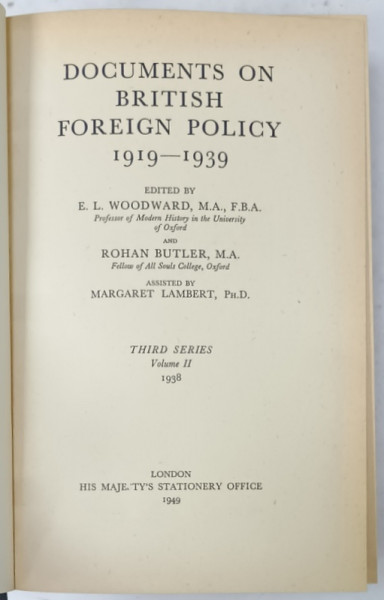 DOCUMENTS ON
BRITISH
FOREIGN POLICY
1919—1939
EDITED BY
E. L. WOODWARD, M.A., F.B.A.
Professor of Modern History in the University
of Oxford
AND
ROHAN BUTLER, M.A.
Fellow of All Souls College, Oxford
ASSISTED BY
MARGARET LAMBERT, PH.D.
THIRD SERIES
Volume II
1938
LONDON
HIS MAJESTY'S STATIONERY OFFICE
1949